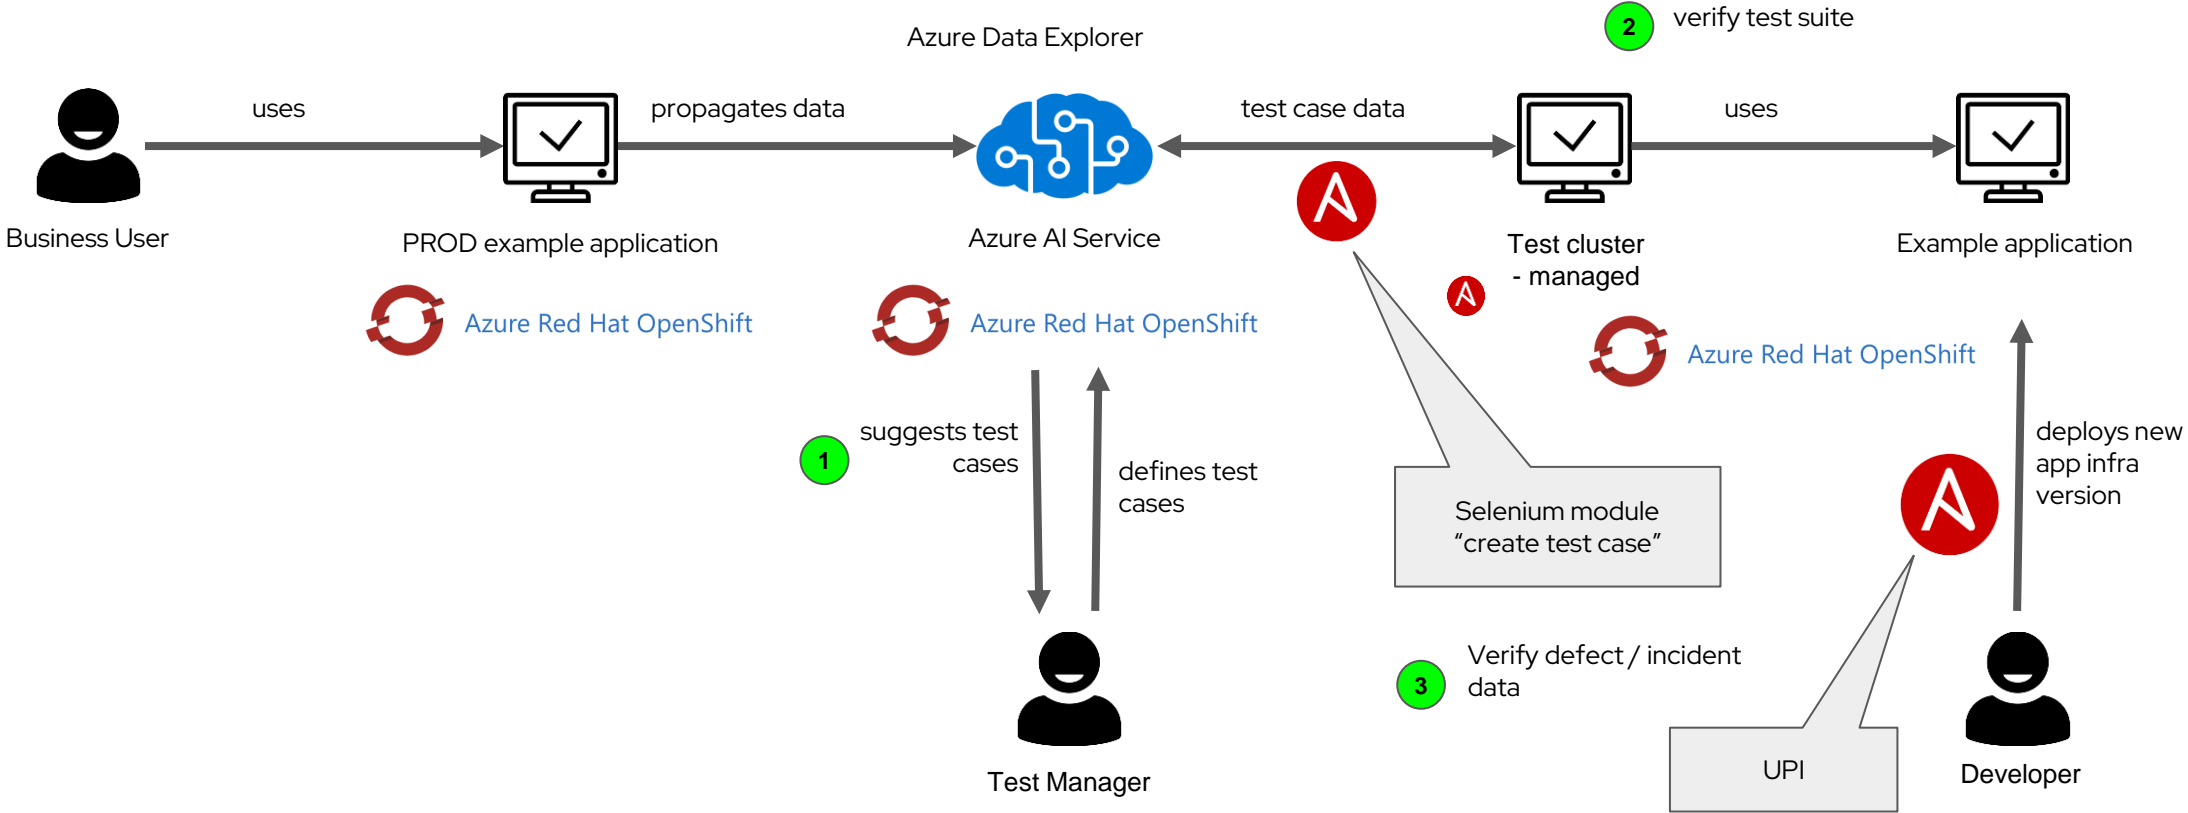 2
verify test suite
Azure Data Explorer
uses
propagates data
test case data
uses
Business User
PROD example application
Azure AI Service
Test cluster
- managed
Example application
Azure Red Hat OpenShift
Azure Red Hat OpenShift
Azure Red Hat OpenShift
1
suggests test
cases
defines test
cases
deploys new
app infra
version
Selenium module
“create test case”
3
Verify defect / incident
data
UPI
Test Manager
Developer